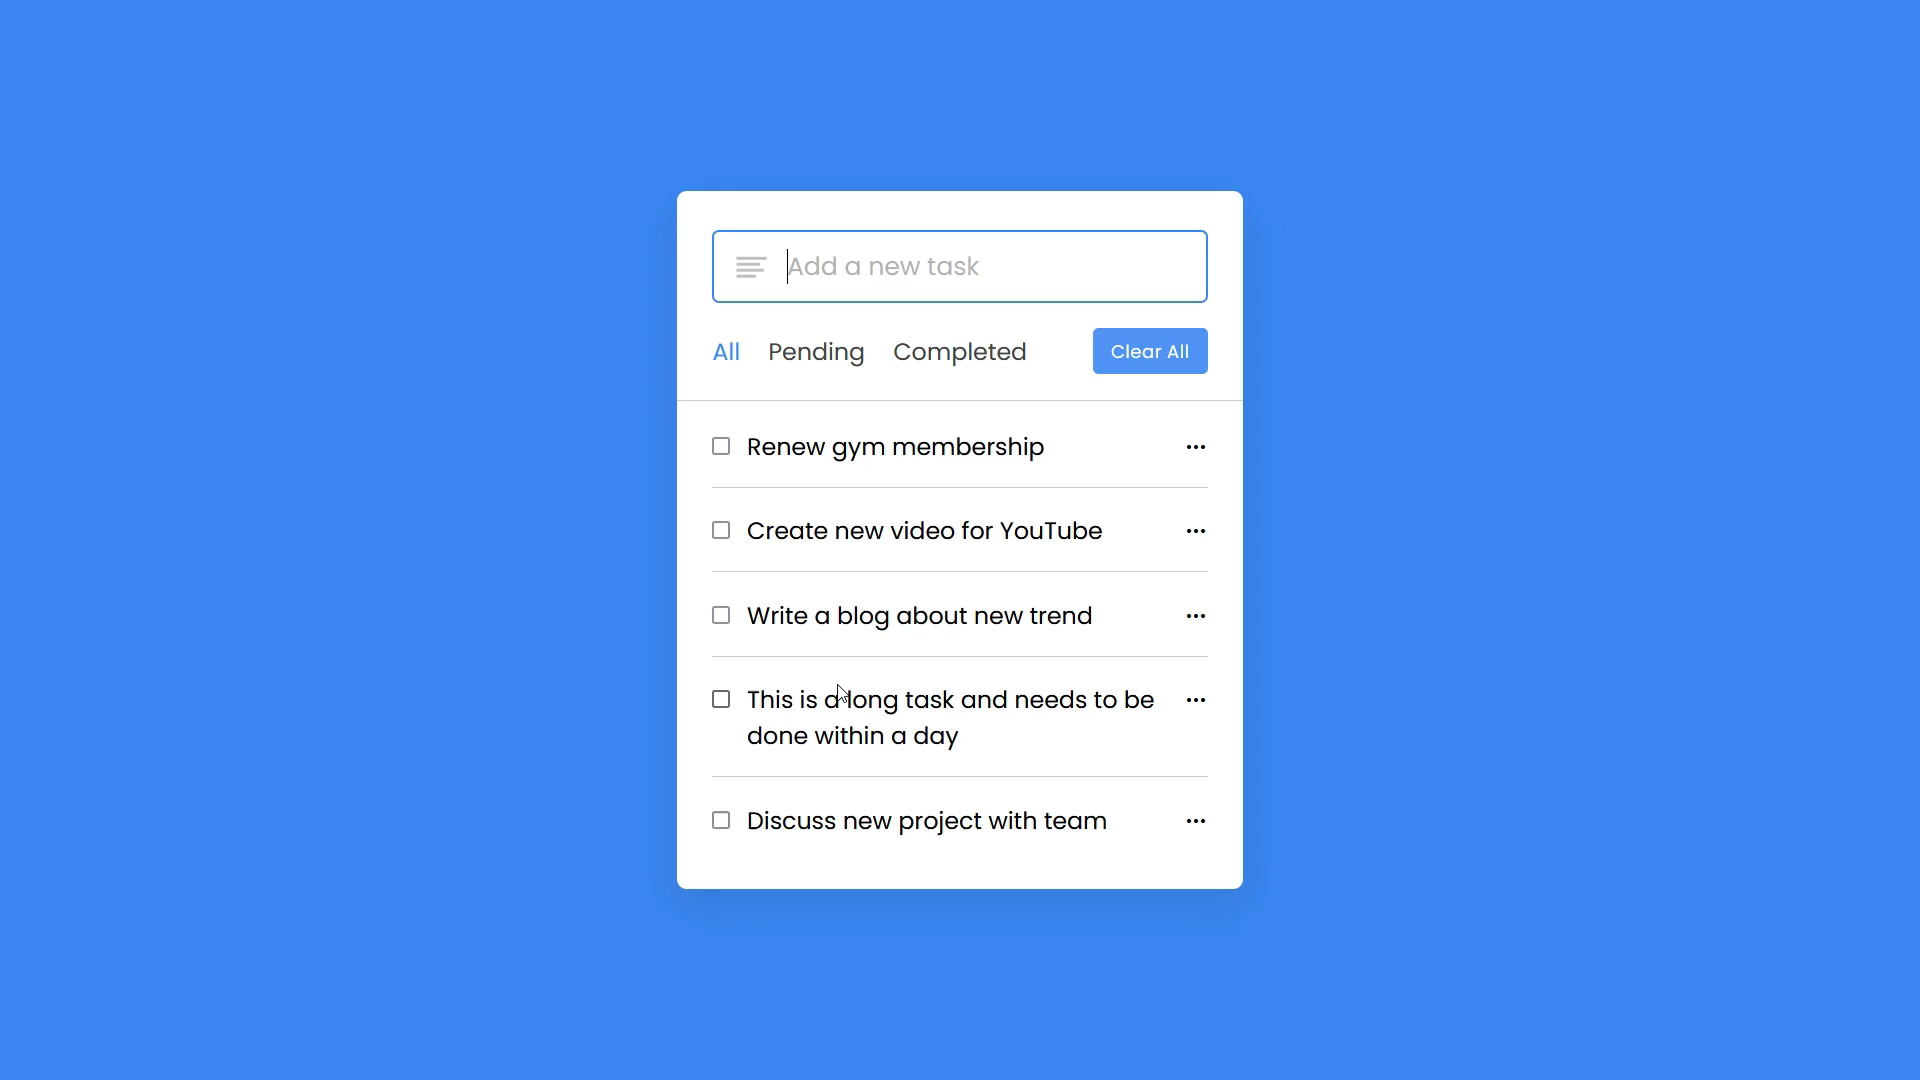 Add a new task
All Pending Completed Clear All
Renew gym membership
Create new video for YouTube
Write a blog about new trend
This is a long task and needs to be
done within a day
Discuss new project with team